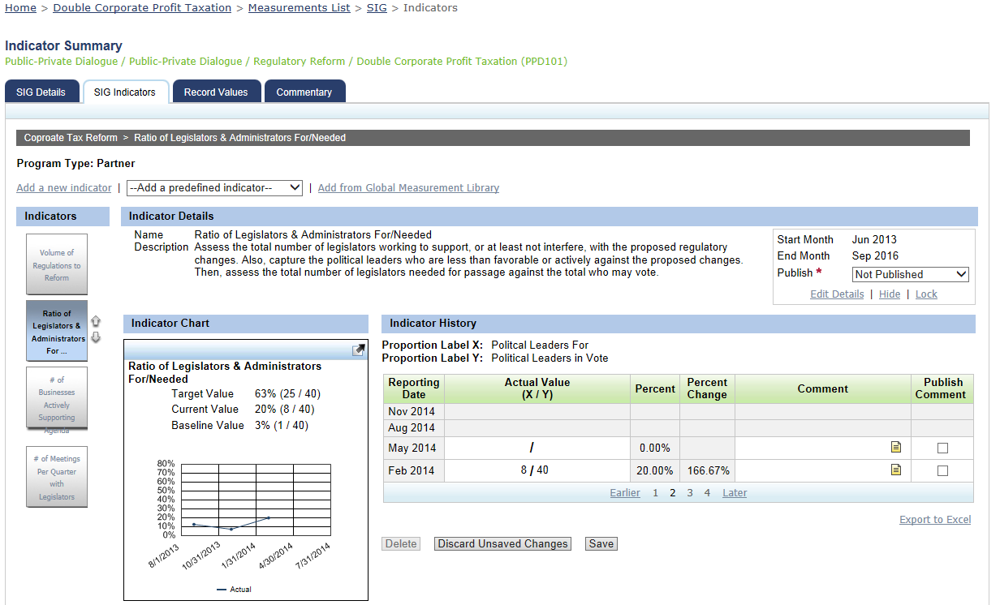 Home > Double Corporate Profit Taxation > Measurements List > SIG > Indicators
Indicator Summary
Public-Private Dialogue / Public-Private Dialogue / Regulatory Reform / Double Corporate Profit Taxation (PPD101)
SIG Details SIG Indicators Record Values Commentary
Coproate Tax Reform > Ratio of Legislators & Administrators For/Needed
Program Type: Partner
Add a new indicator | --Add a predefined indicator-- | Add from Global Measurement Library
Indicators
Volume of
Regulations to
Reform
Ratio of
Legislators &
Administrators
For ...
# of
Businesses
Actively
Supporting
Agenda
# of Meetings
Per Quarter
with
Legislators
Indicator Details
Name Ratio of Legislators & Administrators For/Needed
Description Assess the total number of legislators working to support, or at least not interfere, with the proposed regulatory
changes. Also, capture the political leaders who are less than favorable or actively against the proposed changes.
Then, assess the total number of legislators needed for passage against the total who may vote.
Start Month Jun 2013
End Month Sep 2016
Publish * Not Published
Edit Details | Hide | Lock
Indicator Chart
Ratio of Legislators & Administrators
For/Needed
Target Value 63% (25 / 40)
Current Value 20% (8 / 40)
Baseline Value 3% (1 / 40)
80%
70%
60%
50%
40%
30%
20%
10%
0%
8/1/2013 10/31/2013 1/31/2014 4/30/2014 7/31/2014
Actual
Indicator History
Proportion Label X: Politcal Leaders For
Proportion Label Y: Political Leaders in Vote
Reporting Date Actual Value (X / Y) Percent Percent Change Comment Publish Comment
Nov 2014
Aug 2014
May 2014 / 0.00%
Feb 2014 8 / 40 20.00% 166.67%
Earlier 1 2 3 4 Later
Export to Excel
Delete Discard Unsaved Changes Save